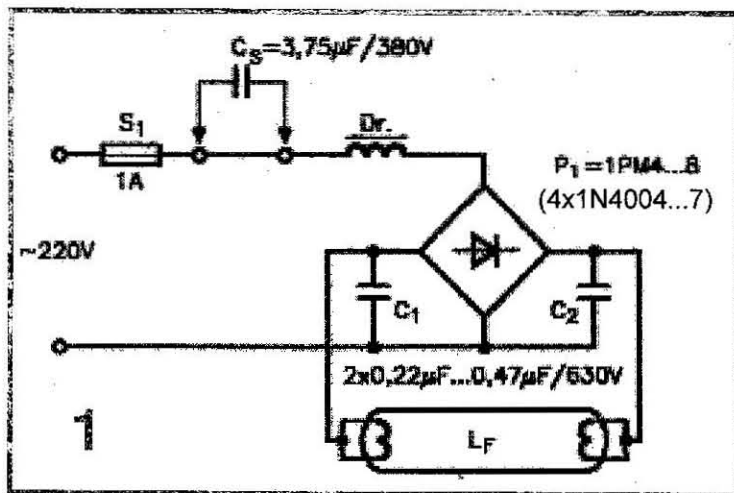 C_S=3,75μF/380V
S₁
1A
Dr.
P₁=1PM4...8
(4x1N4004...7)
~220V
C₁
C₂
2x0,22μF...0,47μF/630V
1
L_F